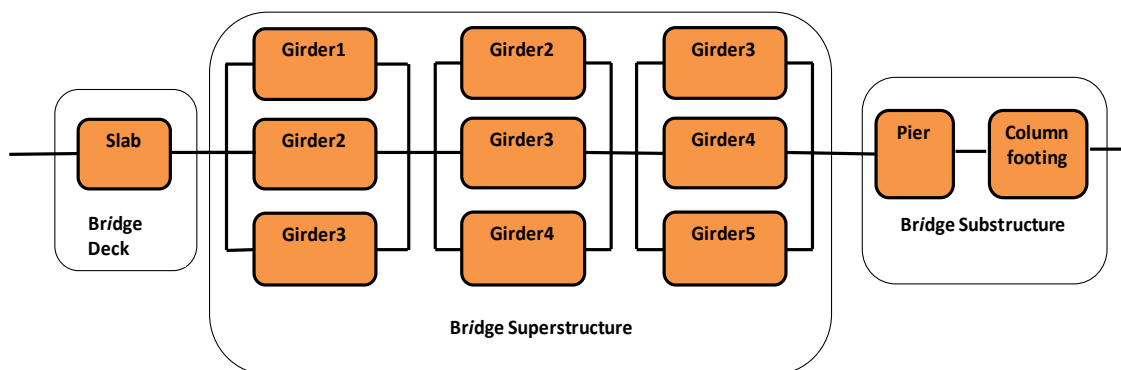 Slab
Bridge
Deck
Girder1
Girder2
Girder3
Girder2
Girder3
Girder4
Girder3
Girder4
Girder5
Bridge Superstructure
Pier
Column
footing
Bridge Substructure